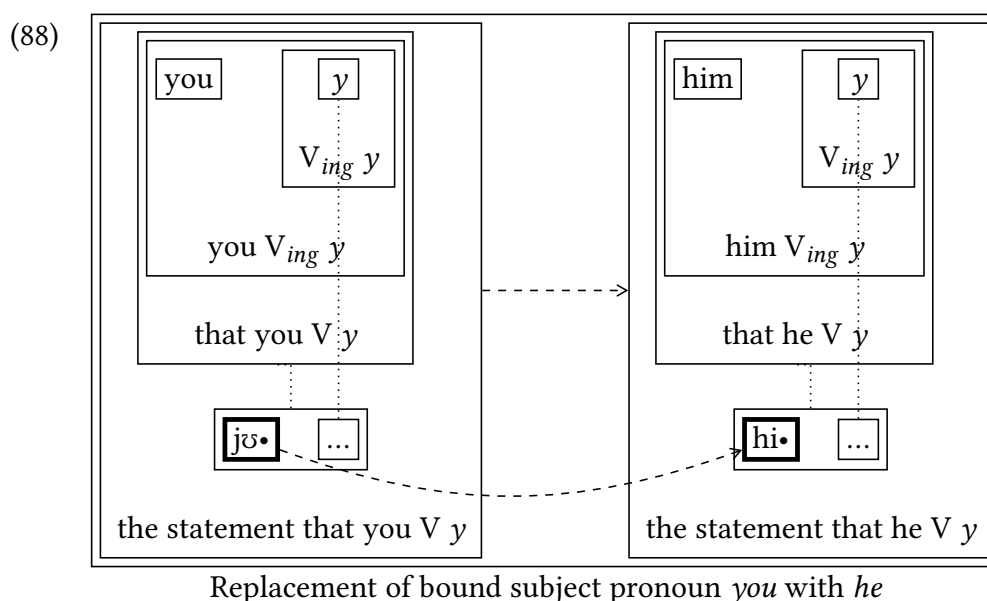 (88)
you y him y
V_ing y V_ing y
you V_ing y him V_ing y
that you V y that he V y
jʊ• ... hi• ...
the statement that you V y the statement that he V y
Replacement of bound subject pronoun you with he